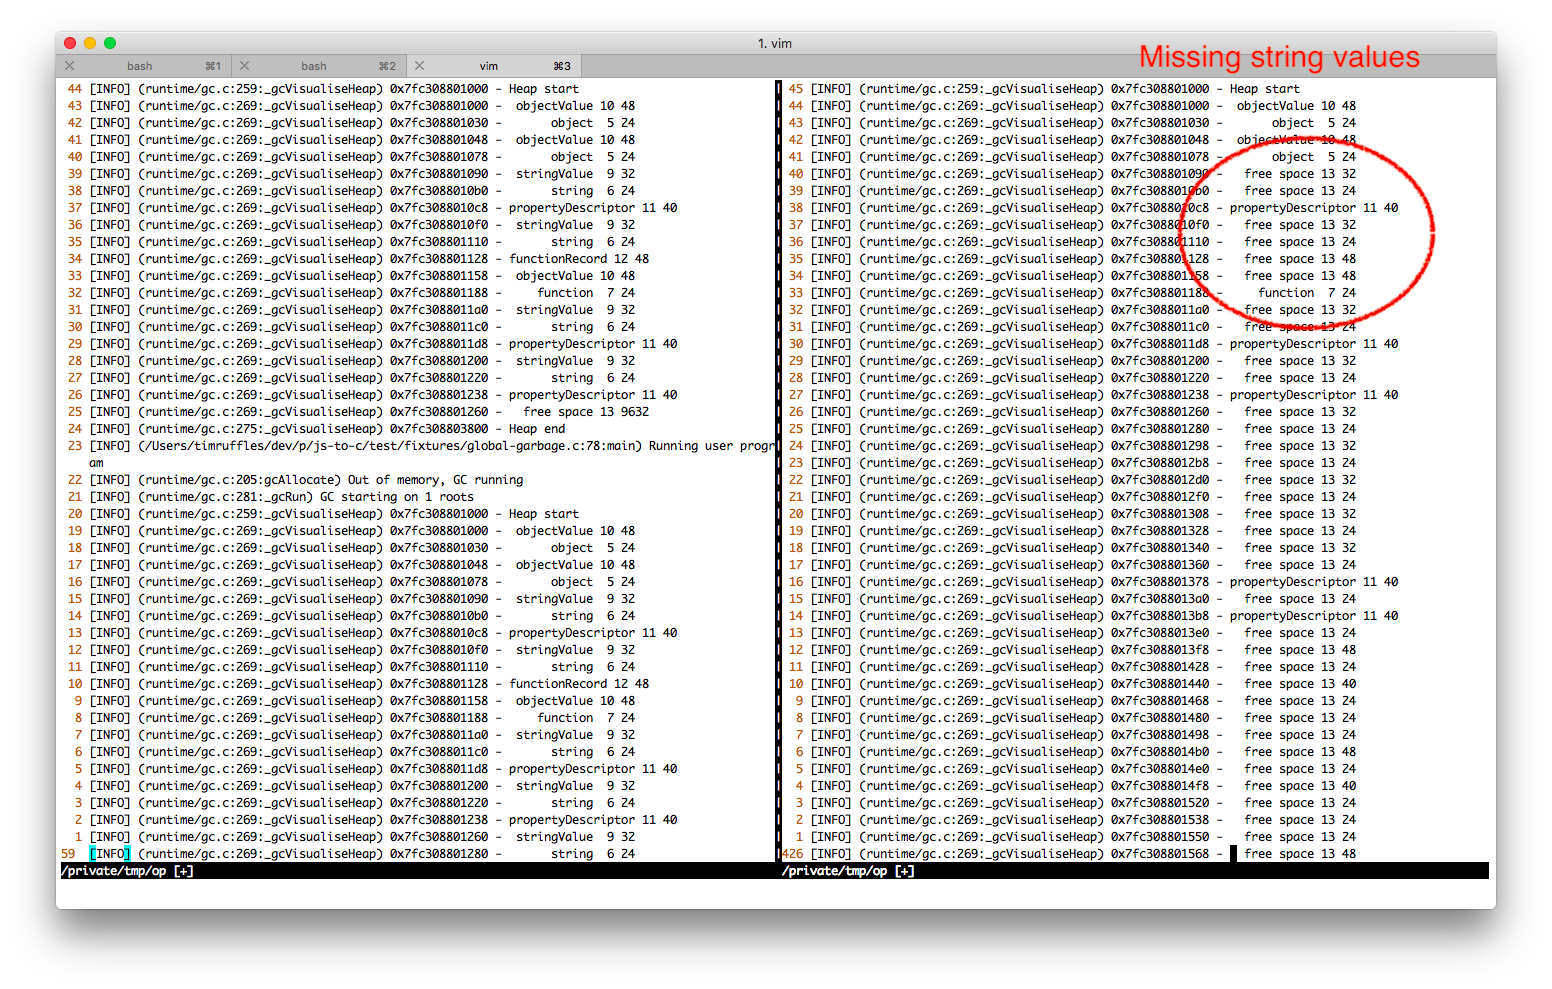 1. vim
Missing string values
bash ⌘1 bash ⌘2 vim ⌘3
44 [INFO] (runtime/gc.c:259:_gcVisualiseHeap) 0x7fc308801000 - Heap start
43 [INFO] (runtime/gc.c:269:_gcVisualiseHeap) 0x7fc308801000 - objectValue 10 48
42 [INFO] (runtime/gc.c:269:_gcVisualiseHeap) 0x7fc308801030 - object 5 24
41 [INFO] (runtime/gc.c:269:_gcVisualiseHeap) 0x7fc308801048 - objectValue 10 48
40 [INFO] (runtime/gc.c:269:_gcVisualiseHeap) 0x7fc308801078 - object 5 24
39 [INFO] (runtime/gc.c:269:_gcVisualiseHeap) 0x7fc308801090 - stringValue 9 32
38 [INFO] (runtime/gc.c:269:_gcVisualiseHeap) 0x7fc3088010b0 - string 6 24
37 [INFO] (runtime/gc.c:269:_gcVisualiseHeap) 0x7fc3088010c8 - propertyDescriptor 11 40
36 [INFO] (runtime/gc.c:269:_gcVisualiseHeap) 0x7fc3088010f0 - stringValue 9 32
35 [INFO] (runtime/gc.c:269:_gcVisualiseHeap) 0x7fc308801110 - string 6 24
34 [INFO] (runtime/gc.c:269:_gcVisualiseHeap) 0x7fc308801128 - functionRecord 12 48
33 [INFO] (runtime/gc.c:269:_gcVisualiseHeap) 0x7fc308801158 - objectValue 10 48
32 [INFO] (runtime/gc.c:269:_gcVisualiseHeap) 0x7fc308801188 - function 7 24
31 [INFO] (runtime/gc.c:269:_gcVisualiseHeap) 0x7fc3088011a0 - stringValue 9 32
30 [INFO] (runtime/gc.c:269:_gcVisualiseHeap) 0x7fc3088011c0 - string 6 24
29 [INFO] (runtime/gc.c:269:_gcVisualiseHeap) 0x7fc3088011d8 - propertyDescriptor 11 40
28 [INFO] (runtime/gc.c:269:_gcVisualiseHeap) 0x7fc308801200 - stringValue 9 32
27 [INFO] (runtime/gc.c:269:_gcVisualiseHeap) 0x7fc308801220 - string 6 24
26 [INFO] (runtime/gc.c:269:_gcVisualiseHeap) 0x7fc308801238 - propertyDescriptor 11 40
25 [INFO] (runtime/gc.c:269:_gcVisualiseHeap) 0x7fc308801260 - free space 13 9632
24 [INFO] (runtime/gc.c:275:_gcVisualiseHeap) 0x7fc308803800 - Heap end
23 [INFO] (/Users/timruffles/dev/p/js-to-c/test/fixtures/global-garbage.c:78:main) Running user progr
am
22 [INFO] (runtime/gc.c:205:gcAllocate) Out of memory, GC running
21 [INFO] (runtime/gc.c:281:_gcRun) GC starting on 1 roots
20 [INFO] (runtime/gc.c:259:_gcVisualiseHeap) 0x7fc308801000 - Heap start
19 [INFO] (runtime/gc.c:269:_gcVisualiseHeap) 0x7fc308801000 - objectValue 10 48
18 [INFO] (runtime/gc.c:269:_gcVisualiseHeap) 0x7fc308801030 - object 5 24
17 [INFO] (runtime/gc.c:269:_gcVisualiseHeap) 0x7fc308801048 - objectValue 10 48
16 [INFO] (runtime/gc.c:269:_gcVisualiseHeap) 0x7fc308801078 - object 5 24
15 [INFO] (runtime/gc.c:269:_gcVisualiseHeap) 0x7fc308801090 - stringValue 9 32
14 [INFO] (runtime/gc.c:269:_gcVisualiseHeap) 0x7fc3088010b0 - string 6 24
13 [INFO] (runtime/gc.c:269:_gcVisualiseHeap) 0x7fc3088010c8 - propertyDescriptor 11 40
12 [INFO] (runtime/gc.c:269:_gcVisualiseHeap) 0x7fc3088010f0 - stringValue 9 32
11 [INFO] (runtime/gc.c:269:_gcVisualiseHeap) 0x7fc308801110 - string 6 24
10 [INFO] (runtime/gc.c:269:_gcVisualiseHeap) 0x7fc308801128 - functionRecord 12 48
9 [INFO] (runtime/gc.c:269:_gcVisualiseHeap) 0x7fc308801158 - objectValue 10 48
8 [INFO] (runtime/gc.c:269:_gcVisualiseHeap) 0x7fc308801188 - function 7 24
7 [INFO] (runtime/gc.c:269:_gcVisualiseHeap) 0x7fc3088011a0 - stringValue 9 32
6 [INFO] (runtime/gc.c:269:_gcVisualiseHeap) 0x7fc3088011c0 - string 6 24
5 [INFO] (runtime/gc.c:269:_gcVisualiseHeap) 0x7fc3088011d8 - propertyDescriptor 11 40
4 [INFO] (runtime/gc.c:269:_gcVisualiseHeap) 0x7fc308801200 - stringValue 9 32
3 [INFO] (runtime/gc.c:269:_gcVisualiseHeap) 0x7fc308801220 - string 6 24
2 [INFO] (runtime/gc.c:269:_gcVisualiseHeap) 0x7fc308801238 - propertyDescriptor 11 40
1 [INFO] (runtime/gc.c:269:_gcVisualiseHeap) 0x7fc308801260 - stringValue 9 32
59 [INFO] (runtime/gc.c:269:_gcVisualiseHeap) 0x7fc308801280 - string 6 24
/private/tmp/op [+]
45 [INFO] (runtime/gc.c:259:_gcVisualiseHeap) 0x7fc308801000 - Heap start
44 [INFO] (runtime/gc.c:269:_gcVisualiseHeap) 0x7fc308801000 - objectValue 10 48
43 [INFO] (runtime/gc.c:269:_gcVisualiseHeap) 0x7fc308801030 - object 5 24
42 [INFO] (runtime/gc.c:269:_gcVisualiseHeap) 0x7fc308801048 - objectValue 10 48
41 [INFO] (runtime/gc.c:269:_gcVisualiseHeap) 0x7fc308801078 - object 5 24
40 [INFO] (runtime/gc.c:269:_gcVisualiseHeap) 0x7fc308801090 - free space 13 32
39 [INFO] (runtime/gc.c:269:_gcVisualiseHeap) 0x7fc3088010b0 - free space 13 24
38 [INFO] (runtime/gc.c:269:_gcVisualiseHeap) 0x7fc3088010c8 - propertyDescriptor 11 40
37 [INFO] (runtime/gc.c:269:_gcVisualiseHeap) 0x7fc3088010f0 - free space 13 32
36 [INFO] (runtime/gc.c:269:_gcVisualiseHeap) 0x7fc308801110 - free space 13 24
35 [INFO] (runtime/gc.c:269:_gcVisualiseHeap) 0x7fc308801128 - free space 13 48
34 [INFO] (runtime/gc.c:269:_gcVisualiseHeap) 0x7fc308801158 - free space 13 48
33 [INFO] (runtime/gc.c:269:_gcVisualiseHeap) 0x7fc308801188 - function 7 24
32 [INFO] (runtime/gc.c:269:_gcVisualiseHeap) 0x7fc3088011a0 - free space 13 32
31 [INFO] (runtime/gc.c:269:_gcVisualiseHeap) 0x7fc3088011c0 - free space 13 24
30 [INFO] (runtime/gc.c:269:_gcVisualiseHeap) 0x7fc3088011d8 - propertyDescriptor 11 40
29 [INFO] (runtime/gc.c:269:_gcVisualiseHeap) 0x7fc308801200 - free space 13 32
28 [INFO] (runtime/gc.c:269:_gcVisualiseHeap) 0x7fc308801220 - free space 13 24
27 [INFO] (runtime/gc.c:269:_gcVisualiseHeap) 0x7fc308801238 - propertyDescriptor 11 40
26 [INFO] (runtime/gc.c:269:_gcVisualiseHeap) 0x7fc308801260 - free space 13 32
25 [INFO] (runtime/gc.c:269:_gcVisualiseHeap) 0x7fc308801280 - free space 13 24
24 [INFO] (runtime/gc.c:269:_gcVisualiseHeap) 0x7fc308801298 - free space 13 32
23 [INFO] (runtime/gc.c:269:_gcVisualiseHeap) 0x7fc3088012b8 - free space 13 24
22 [INFO] (runtime/gc.c:269:_gcVisualiseHeap) 0x7fc3088012d0 - free space 13 32
21 [INFO] (runtime/gc.c:269:_gcVisualiseHeap) 0x7fc3088012f0 - free space 13 24
20 [INFO] (runtime/gc.c:269:_gcVisualiseHeap) 0x7fc308801308 - free space 13 32
19 [INFO] (runtime/gc.c:269:_gcVisualiseHeap) 0x7fc308801328 - free space 13 24
18 [INFO] (runtime/gc.c:269:_gcVisualiseHeap) 0x7fc308801340 - free space 13 32
17 [INFO] (runtime/gc.c:269:_gcVisualiseHeap) 0x7fc308801360 - free space 13 24
16 [INFO] (runtime/gc.c:269:_gcVisualiseHeap) 0x7fc308801378 - propertyDescriptor 11 40
15 [INFO] (runtime/gc.c:269:_gcVisualiseHeap) 0x7fc3088013a0 - free space 13 24
14 [INFO] (runtime/gc.c:269:_gcVisualiseHeap) 0x7fc3088013b8 - propertyDescriptor 11 40
13 [INFO] (runtime/gc.c:269:_gcVisualiseHeap) 0x7fc3088013e0 - free space 13 24
12 [INFO] (runtime/gc.c:269:_gcVisualiseHeap) 0x7fc3088013f8 - free space 13 48
11 [INFO] (runtime/gc.c:269:_gcVisualiseHeap) 0x7fc308801428 - free space 13 24
10 [INFO] (runtime/gc.c:269:_gcVisualiseHeap) 0x7fc308801440 - free space 13 40
9 [INFO] (runtime/gc.c:269:_gcVisualiseHeap) 0x7fc308801468 - free space 13 24
8 [INFO] (runtime/gc.c:269:_gcVisualiseHeap) 0x7fc308801480 - free space 13 24
7 [INFO] (runtime/gc.c:269:_gcVisualiseHeap) 0x7fc308801498 - free space 13 24
6 [INFO] (runtime/gc.c:269:_gcVisualiseHeap) 0x7fc3088014b0 - free space 13 48
5 [INFO] (runtime/gc.c:269:_gcVisualiseHeap) 0x7fc3088014e0 - free space 13 24
4 [INFO] (runtime/gc.c:269:_gcVisualiseHeap) 0x7fc3088014f8 - free space 13 40
3 [INFO] (runtime/gc.c:269:_gcVisualiseHeap) 0x7fc308801520 - free space 13 24
2 [INFO] (runtime/gc.c:269:_gcVisualiseHeap) 0x7fc308801538 - free space 13 24
1 [INFO] (runtime/gc.c:269:_gcVisualiseHeap) 0x7fc308801550 - free space 13 24
426 [INFO] (runtime/gc.c:269:_gcVisualiseHeap) 0x7fc308801568 - free space 13 48
/private/tmp/op [+]